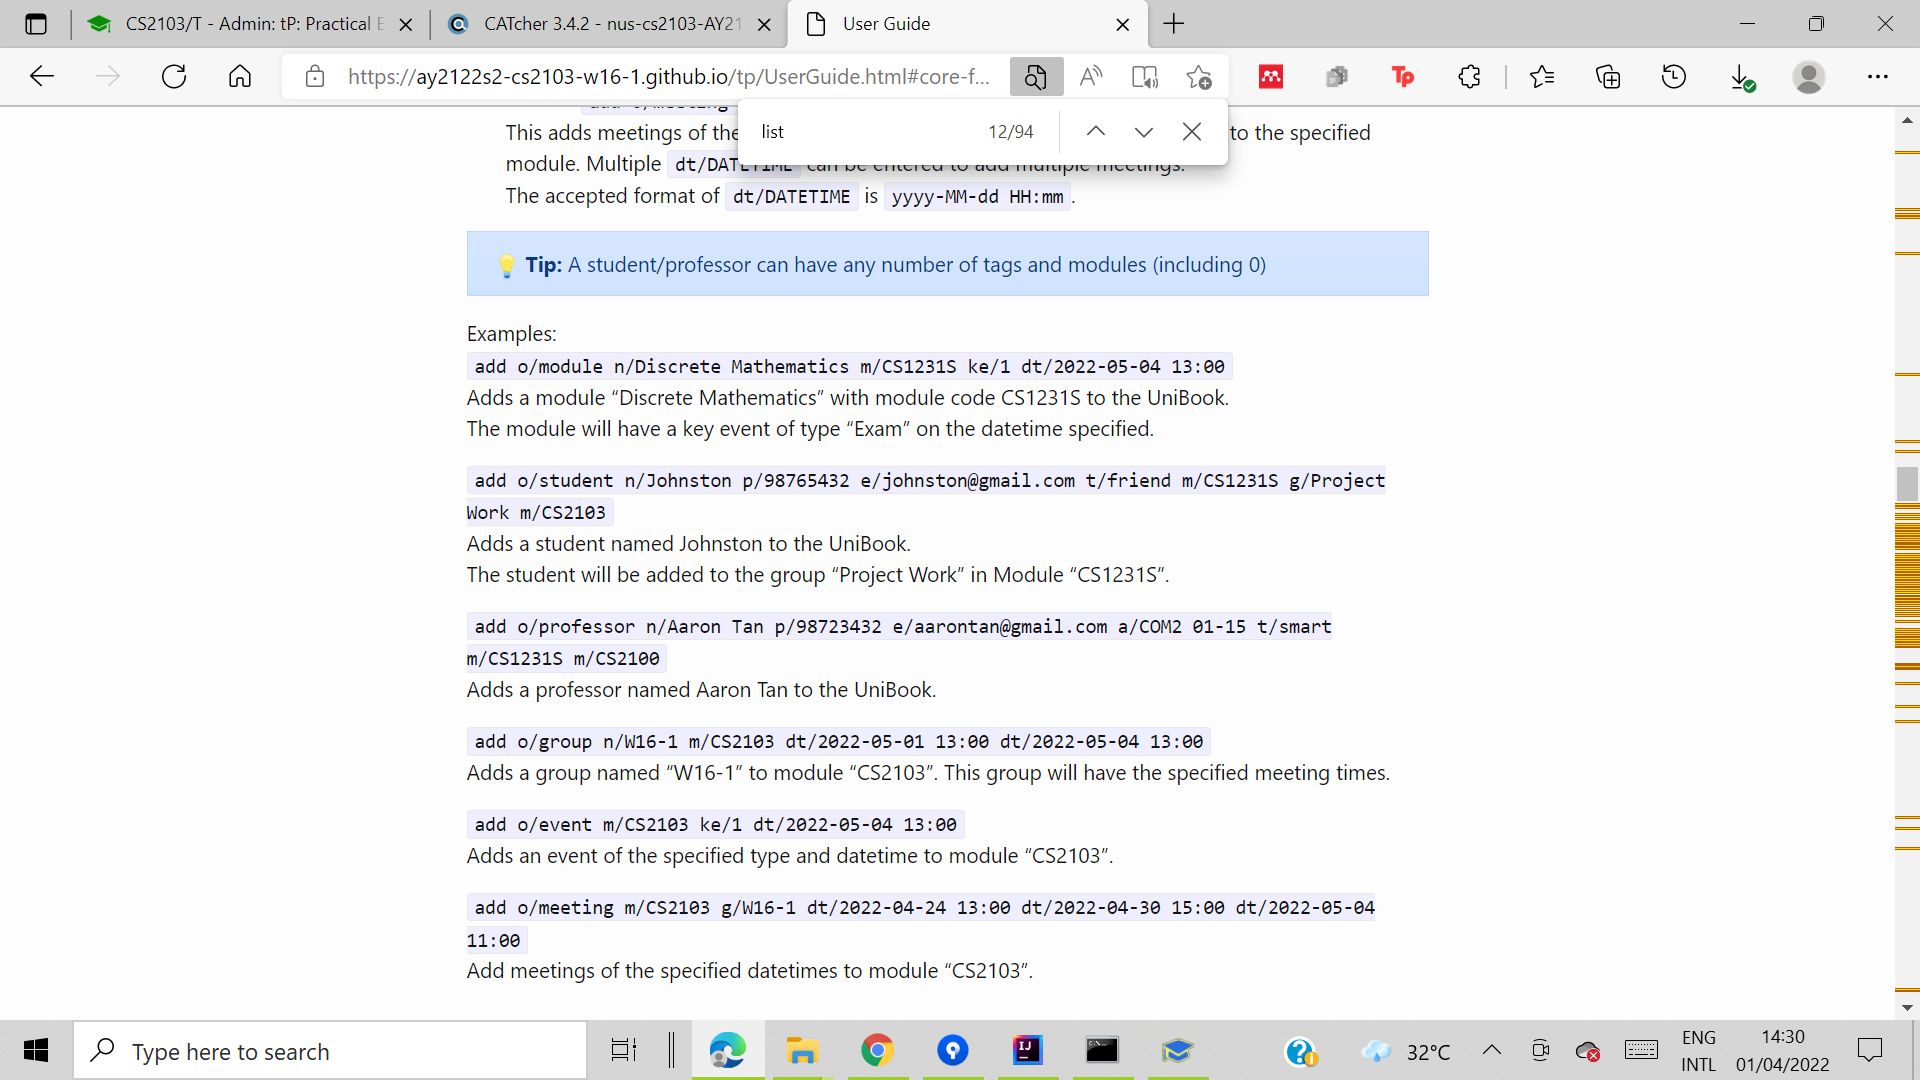 CS2103/T - Admin: tP: Practical E
CATcher 3.4.2 - nus-cs2103-AY21
User Guide
https://ay2122s2-cs2103-w16-1.github.io/tp/UserGuide.html#core-f...
list
12/94
This adds meetings of the to the specified
module. Multiple dt/DATETIME can be entered to add multiple meetings.
The accepted format of dt/DATETIME is yyyy-MM-dd HH:mm.
Tip: A student/professor can have any number of tags and modules (including 0)
Examples:
add o/module n/Discrete Mathematics m/CS1231S ke/1 dt/2022-05-04 13:00
Adds a module “Discrete Mathematics” with module code CS1231S to the UniBook.
The module will have a key event of type “Exam” on the datetime specified.
add o/student n/Johnston p/98765432 e/johnston@gmail.com t/friend m/CS1231S g/Project
Work m/CS2103
Adds a student named Johnston to the UniBook.
The student will be added to the group “Project Work” in Module “CS1231S”.
add o/professor n/Aaron Tan p/98723432 e/aarontan@gmail.com a/COM2 01-15 t/smart
m/CS1231S m/CS2100
Adds a professor named Aaron Tan to the UniBook.
add o/group n/W16-1 m/CS2103 dt/2022-05-01 13:00 dt/2022-05-04 13:00
Adds a group named “W16-1” to module “CS2103”. This group will have the specified meeting times.
add o/event m/CS2103 ke/1 dt/2022-05-04 13:00
Adds an event of the specified type and datetime to module “CS2103”.
add o/meeting m/CS2103 g/W16-1 dt/2022-04-24 13:00 dt/2022-04-30 15:00 dt/2022-05-04
11:00
Add meetings of the specified datetimes to module “CS2103”.
Type here to search
32°C
ENG
INTL
14:30
01/04/2022